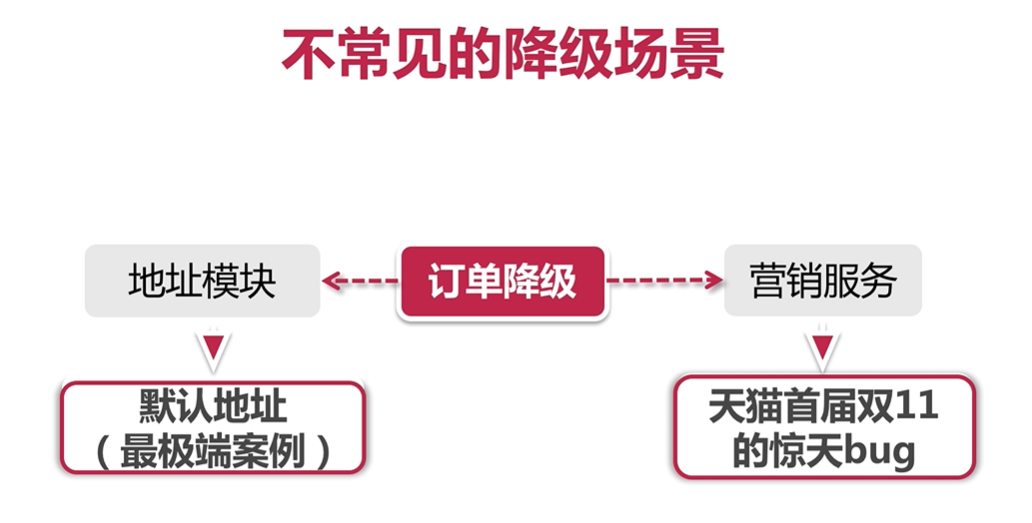 不常见的降级场景
地址模块
订单降级
营销服务
默认地址
（最极端案例）
天猫首届双11
的惊天bug